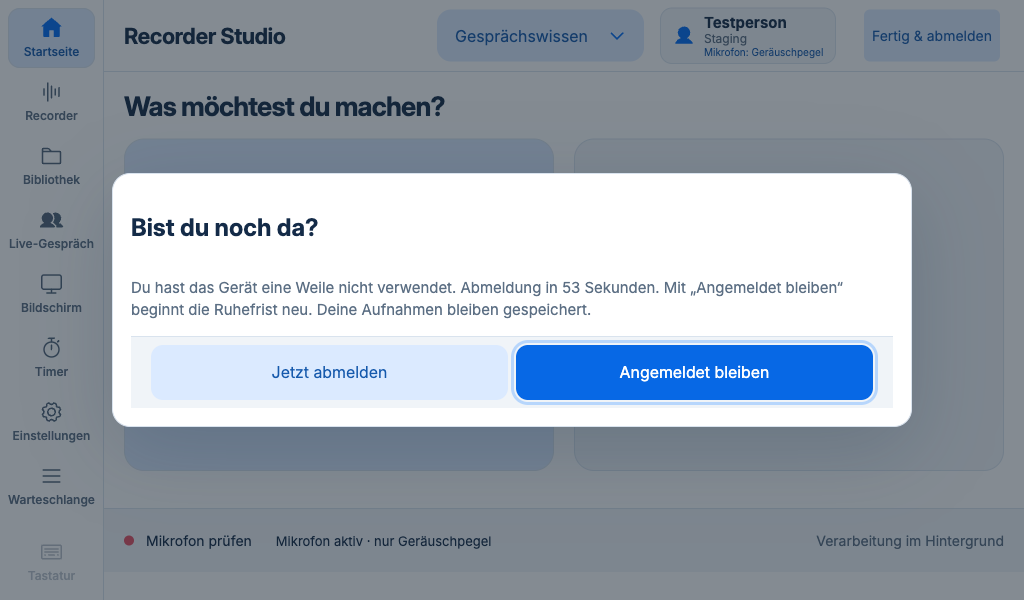 Startseite
Recorder
Bibliothek
Live-Gespräch
Bildschirm
Timer
Einstellungen
Warteschlange
Tastatur
Recorder Studio
Gesprächswissen
Testperson
Staging
Mikrofon: Geräuschpegel
Fertig & abmelden
Was möchtest du machen?
Bist du noch da?
Du hast das Gerät eine Weile nicht verwendet. Abmeldung in 53 Sekunden. Mit „Angemeldet bleiben“
beginnt die Ruhefrist neu. Deine Aufnahmen bleiben gespeichert.
Jetzt abmelden
Angemeldet bleiben
Mikrofon prüfen
Mikrofon aktiv · nur Geräuschpegel
Verarbeitung im Hintergrund